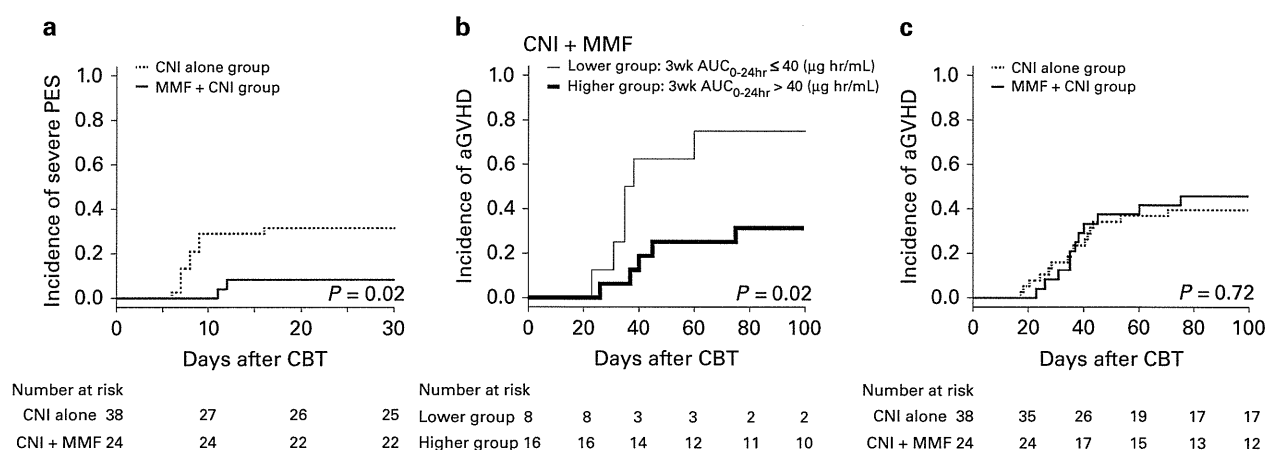 a
CNI alone group
MMF + CNI group
Incidence of severe PES
1.0
0.8
0.6
0.4
0.2
0.0
P = 0.02
0 10 20 30
Days after CBT
Number at risk
CNI alone 38 27 26 25
CNI + MMF 24 24 22 22
b
CNI + MMF
Lower group: 3wk AUC0-24hr ≤ 40 (µg hr/mL)
Higher group: 3wk AUC0-24hr > 40 (µg hr/mL)
Incidence of aGVHD
1.0
0.8
0.6
0.4
0.2
0.0
P = 0.02
0 20 40 60 80 100
Days after CBT
Number at risk
Lower group 8 8 3 3 2 2
Higher group 16 16 14 12 11 10
c
CNI alone group
MMF + CNI group
Incidence of aGVHD
1.0
0.8
0.6
0.4
0.2
0.0
P = 0.72
0 20 40 60 80 100
Days after CBT
Number at risk
CNI alone 38 35 26 19 17 17
CNI + MMF 24 24 17 15 13 12